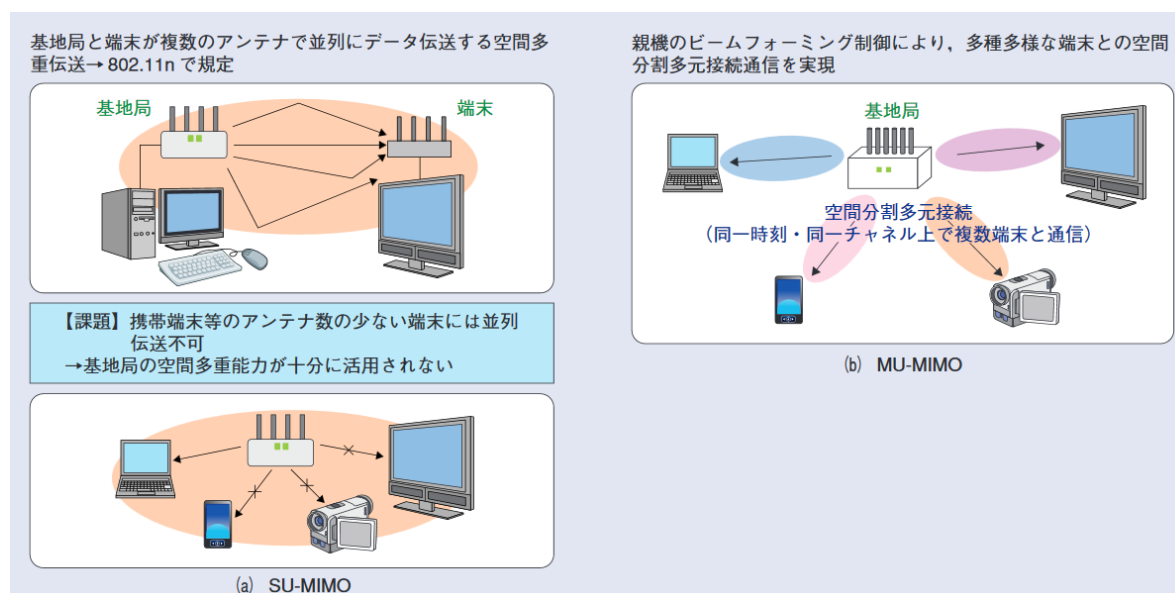 基地局と端末が複数のアンテナで並列にデータ伝送する空間多
重伝送→802.11nで規定
基地局
端末
【課題】携帯端末等のアンテナ数の少ない端末には並列
伝送不可
→基地局の空間多重能力が十分に活用されない
(a) SU-MIMO
親機のビームフォーミング制御により，多種多様な端末との空間
分割多元接続通信を実現
基地局
空間分割多元接続
（同一時刻・同一チャネル上で複数端末と通信）
(b) MU-MIMO